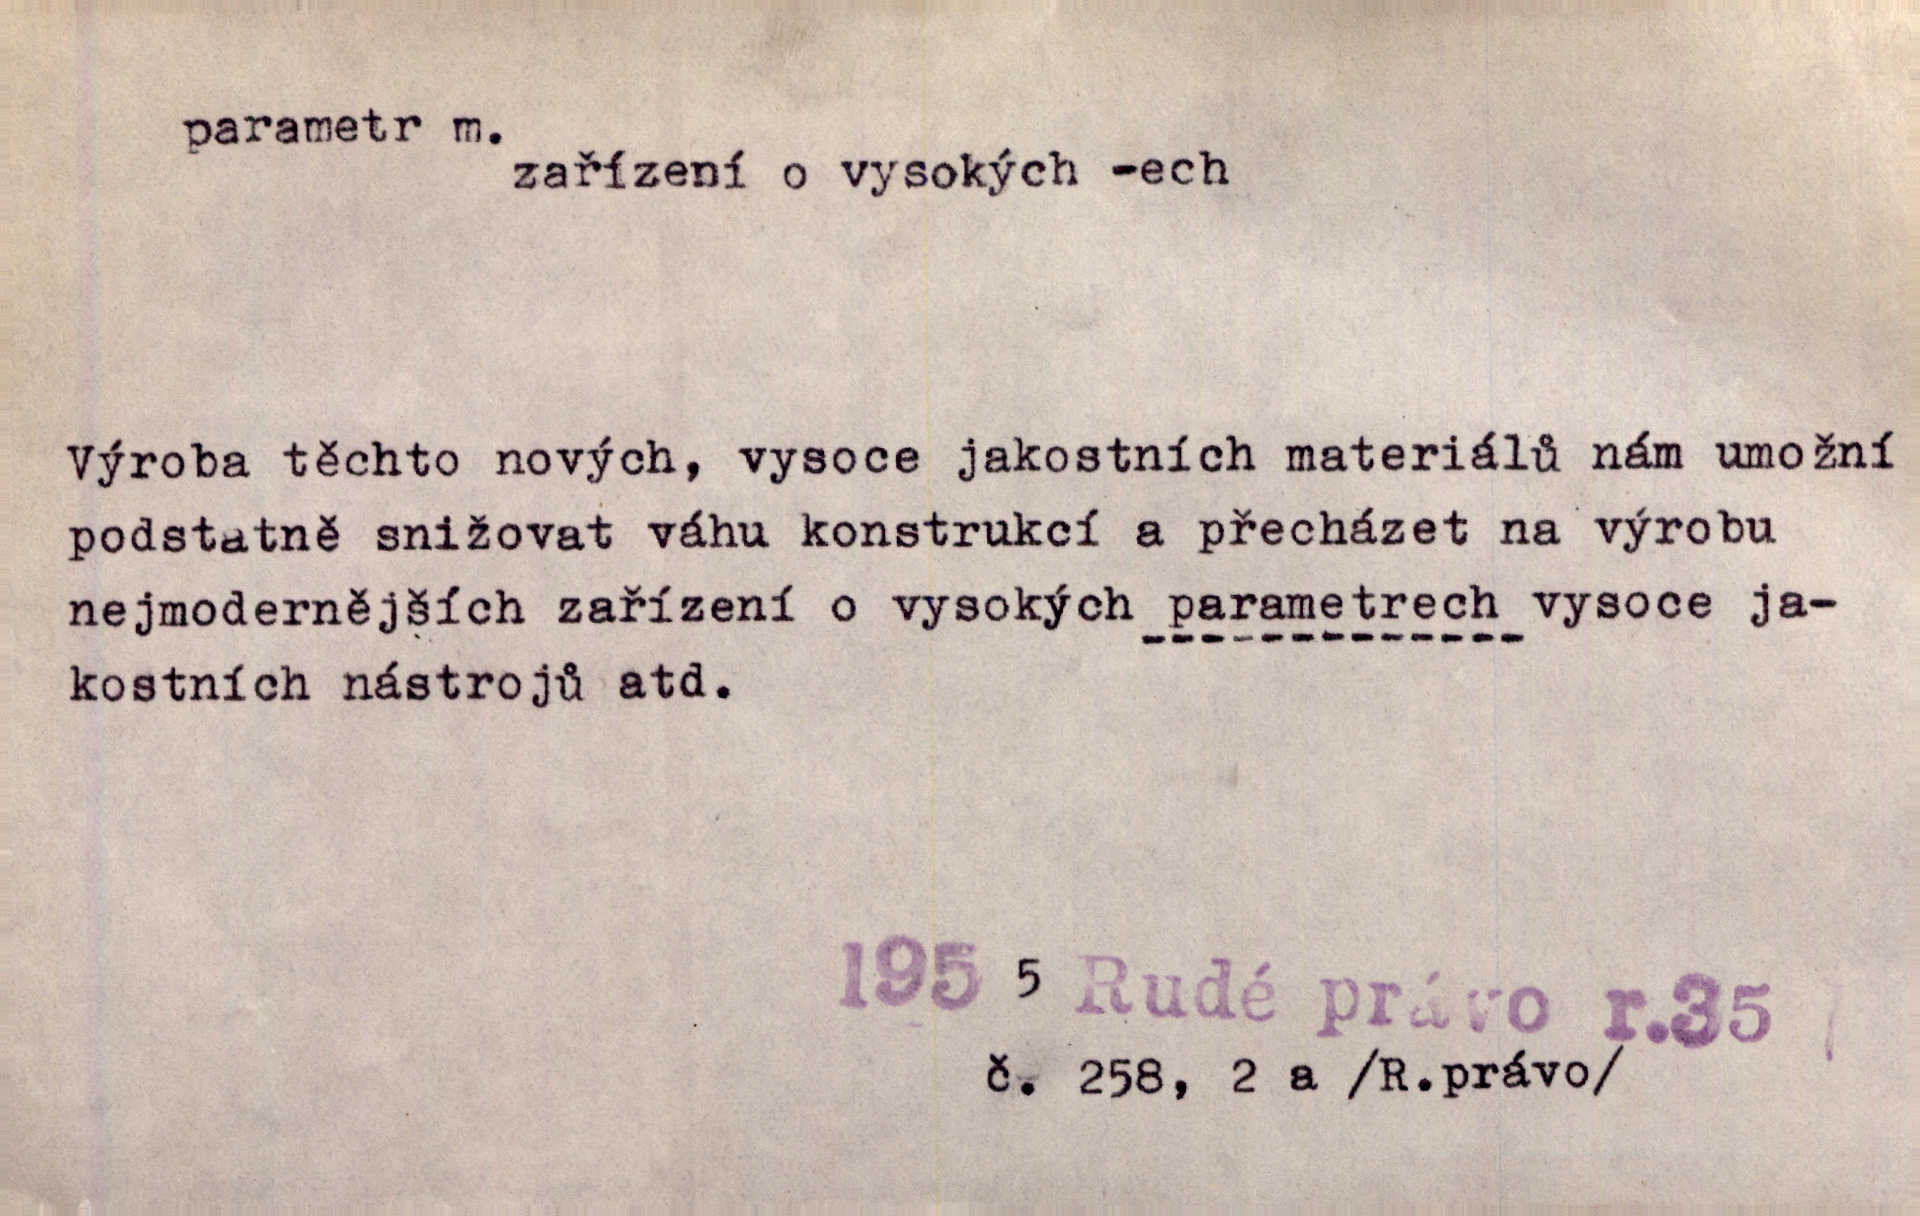 parametr m.
zařízení o vysokých -ech
Výroba těchto nových, vysoce jakostních materiálů nám umožní
podstatně snižovat váhu konstrukcí a přecházet na výrobu
nejmodernějších zařízení o vysokých parametrech vysoce ja-
kostních nástrojů atd.
195 5 Rudé právo r.35
č. 258, 2 a /R.právo/